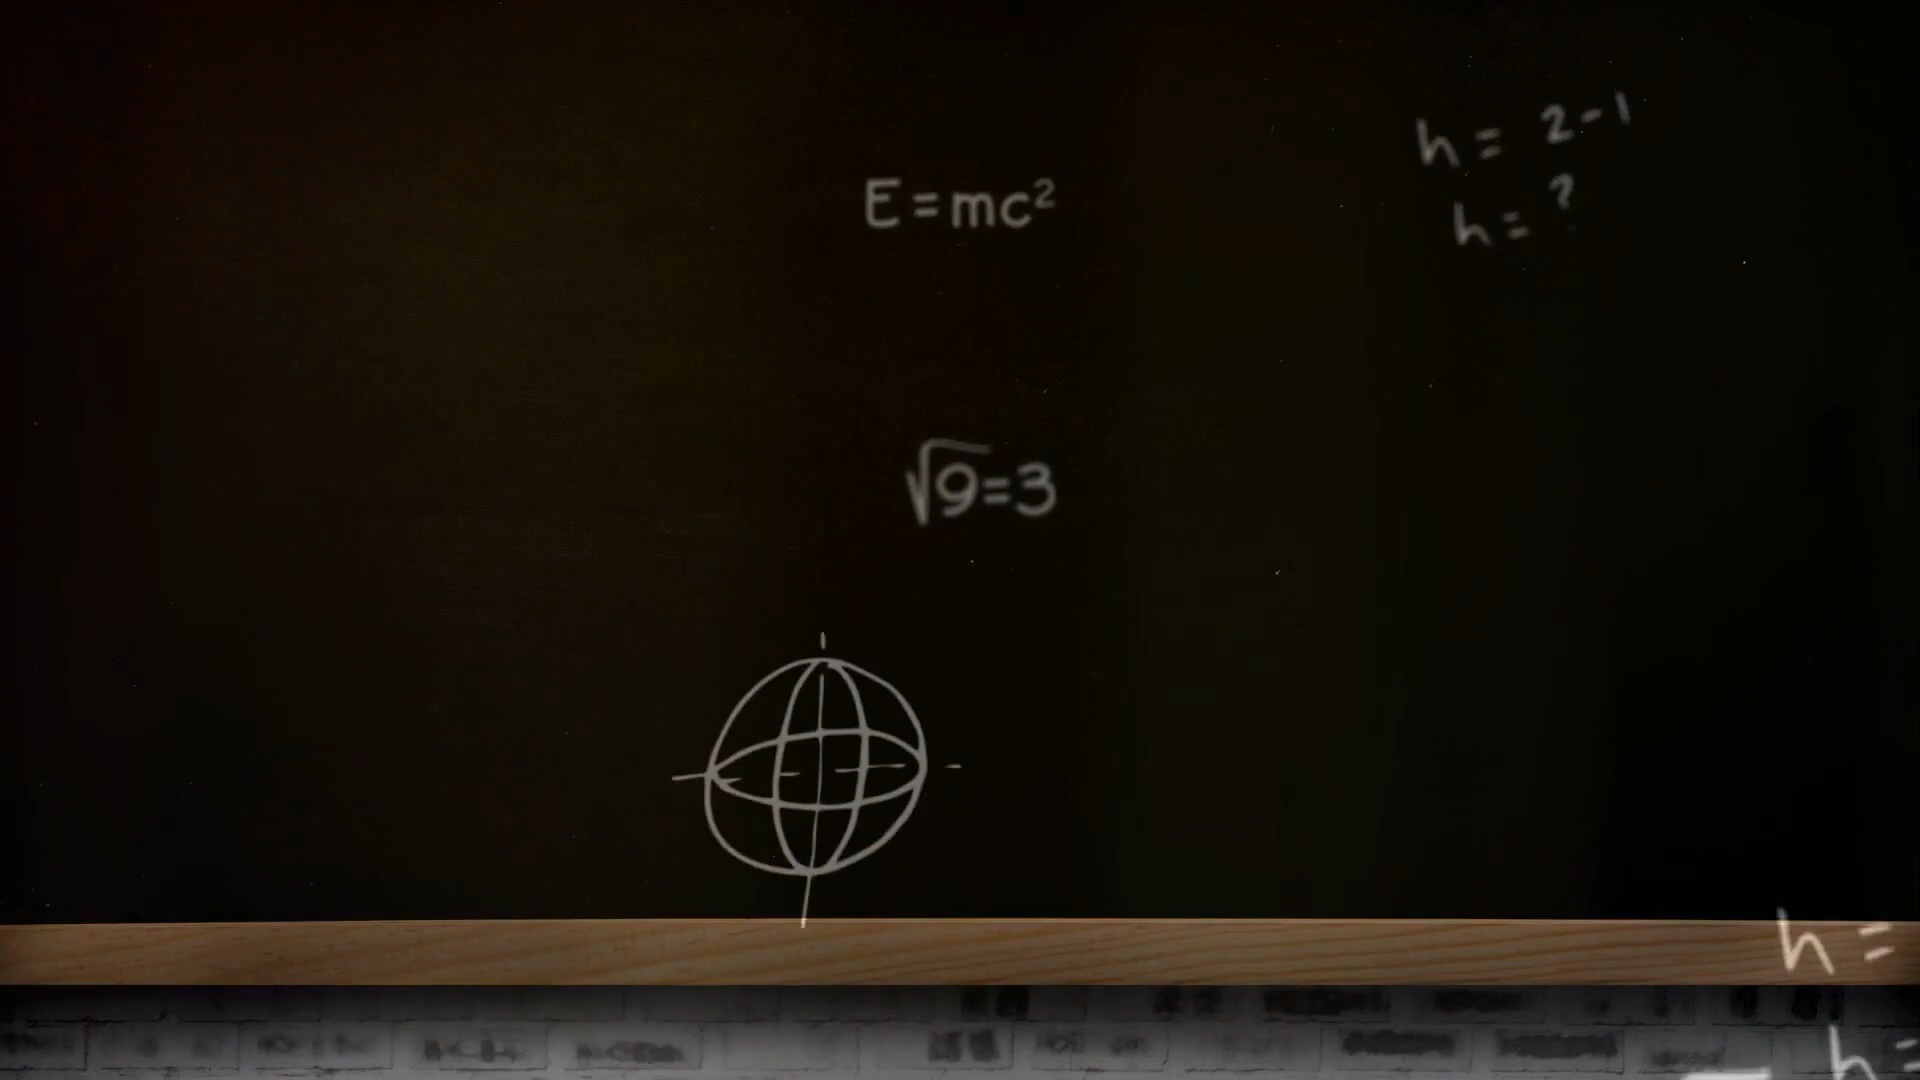 h = 2-1
E = mc²
h = ?
√9=3
h =
h =